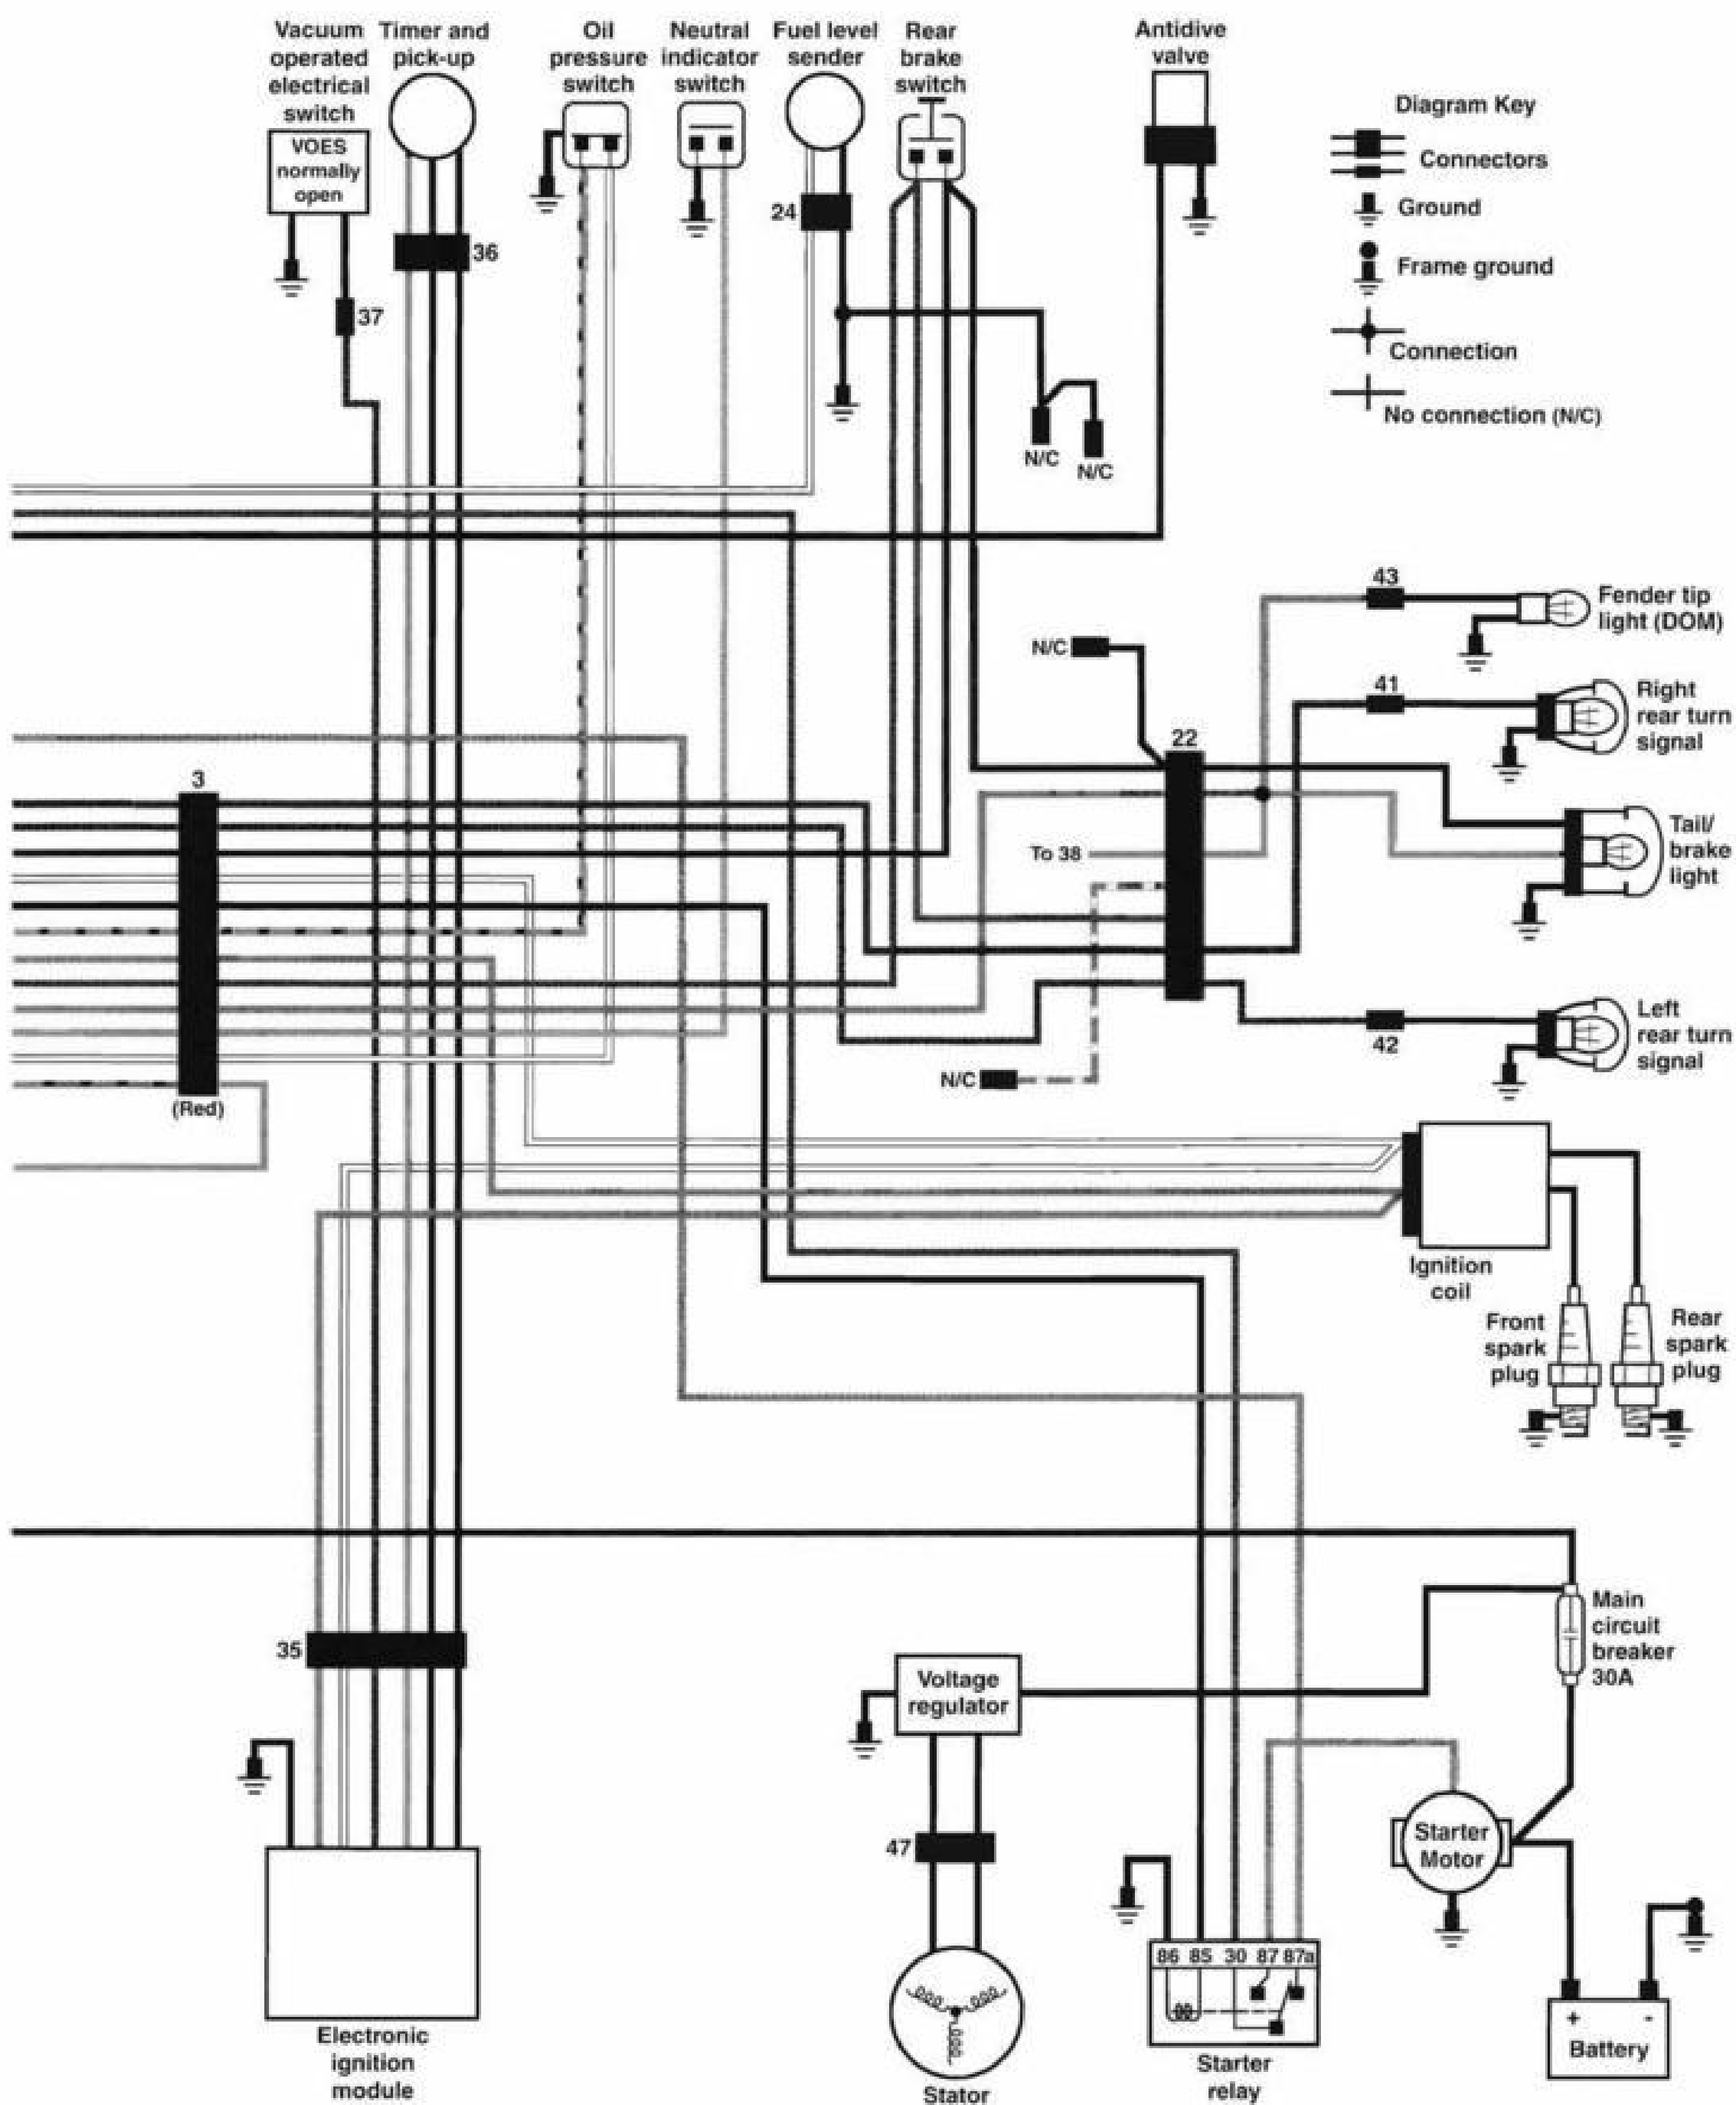 Vacuum
operated
electrical
switch
Timer and
pick-up
Oil
pressure
switch
Neutral
indicator
switch
Fuel level
sender
Rear
brake
switch
Antidive
valve
Diagram Key
Connectors
Ground
Frame ground
Connection
No connection (N/C)
VOES
normally
open
36
37
24
N/C
N/C
43
Fender tip
light (DOM)
N/C
41
Right
rear turn
signal
22
3
Tail/
brake
light
To 38
Left
rear turn
signal
42
N/C
(Red)
Ignition
coil
Front
spark
plug
Rear
spark
plug
Main
circuit
breaker
30A
35
Voltage
regulator
47
Starter
Motor
86 85 30 87 87a
+ -
Battery
Electronic
ignition
module
Stator
Starter
relay